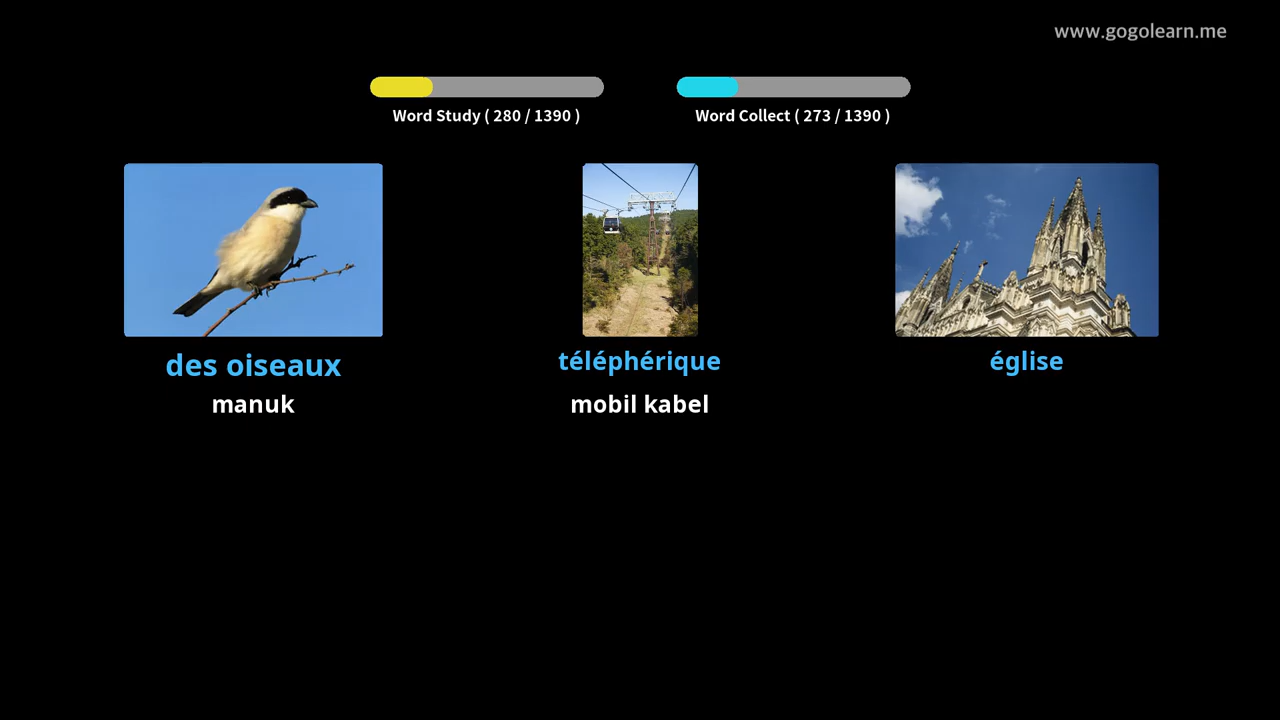 www.gogolearn.me
Word Study ( 280 / 1390 )
Word Collect ( 273 / 1390 )
des oiseaux
téléphérique
église
manuk
mobil kabel